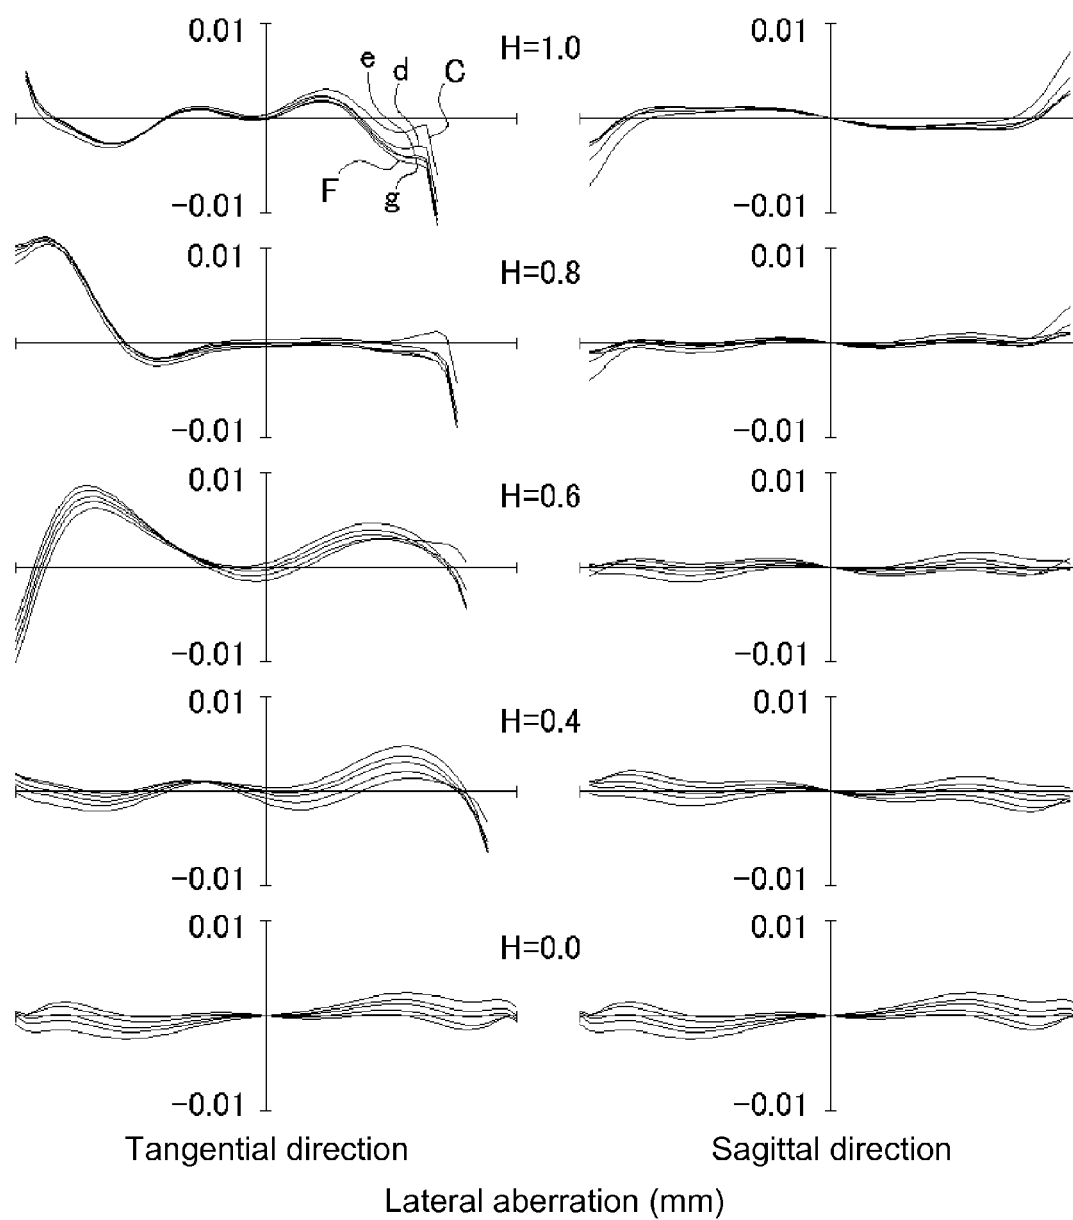 0.01 H=1.0 0.01
e d C
F g
−0.01 −0.01
0.01 H=0.8 0.01
−0.01 −0.01
0.01 H=0.6 0.01
−0.01 −0.01
0.01 H=0.4 0.01
−0.01 −0.01
0.01 H=0.0 0.01
−0.01 −0.01
Tangential direction Sagittal direction
Lateral aberration (mm)